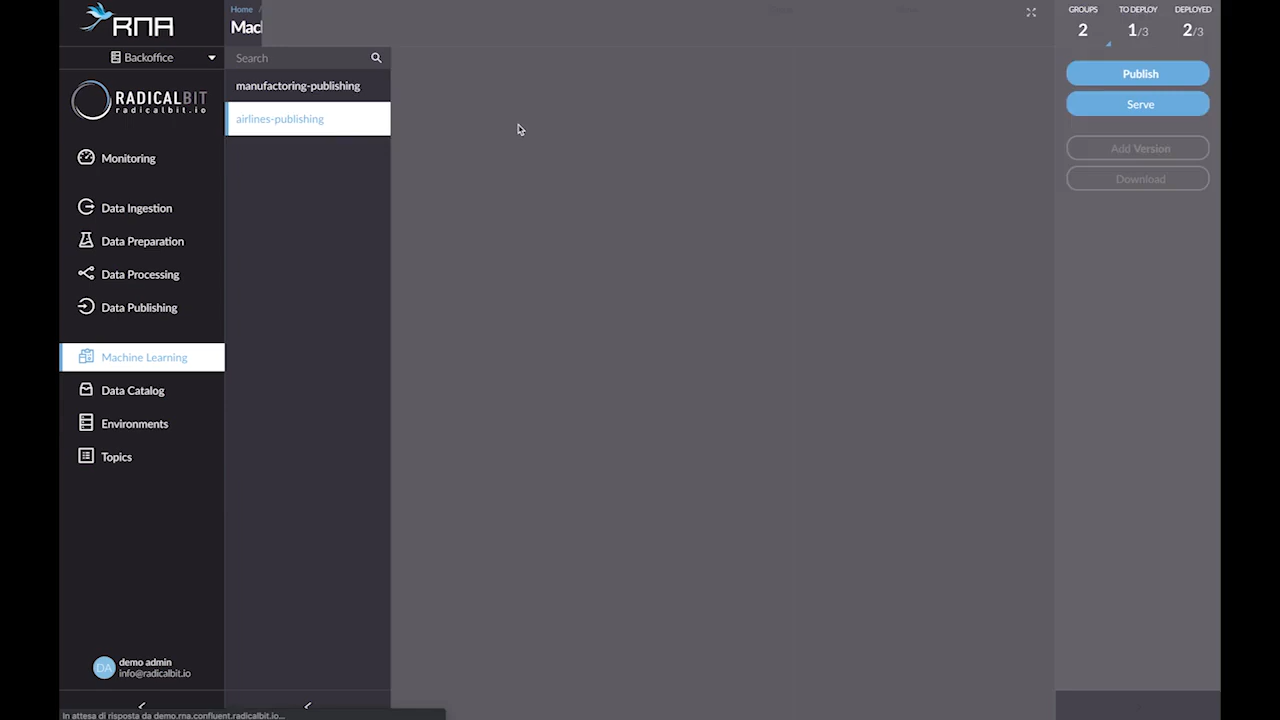 RNA
Backoffice
RADICALBIT
radicalbit.io
Monitoring
Data Ingestion
Data Preparation
Data Processing
Data Publishing
Machine Learning
Data Catalog
Environments
Topics
DA
demo admin
info@radicalbit.io
In attesa di risposta da demo.rna.confluent.radicalbit.io...
Home /
Mac
Search
manufactoring-publishing
airlines-publishing
GROUPS
2
TO DEPLOY
1/3
DEPLOYED
2/3
Publish
Serve
Add Version
Download